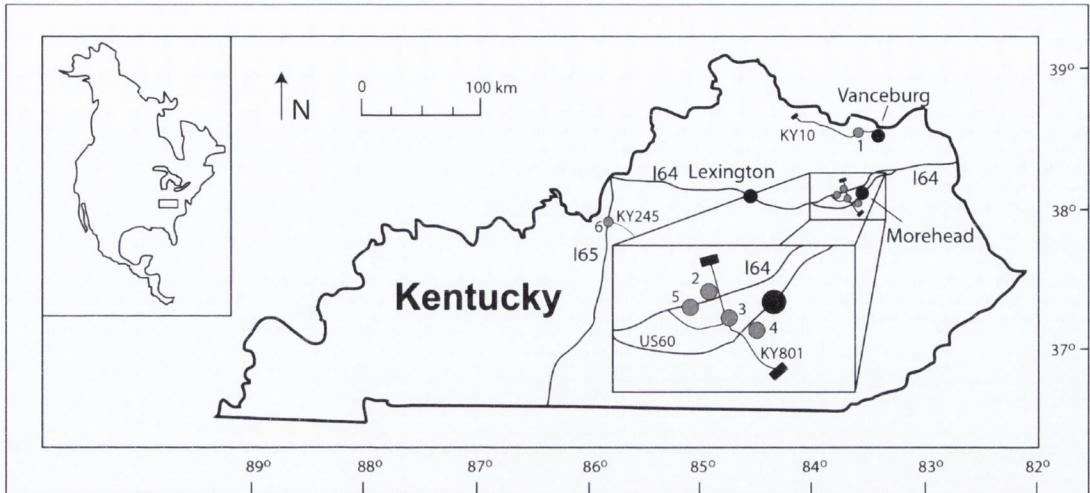 N
0 100 km
Vanceburg
39°
KY10
1
I64
Lexington
I64
38°
6
KY245
I65
Morehead
Kentucky
2
I64
5
3
4
US60
KY801
37°
89° 88° 87° 86° 85° 84° 83° 82°